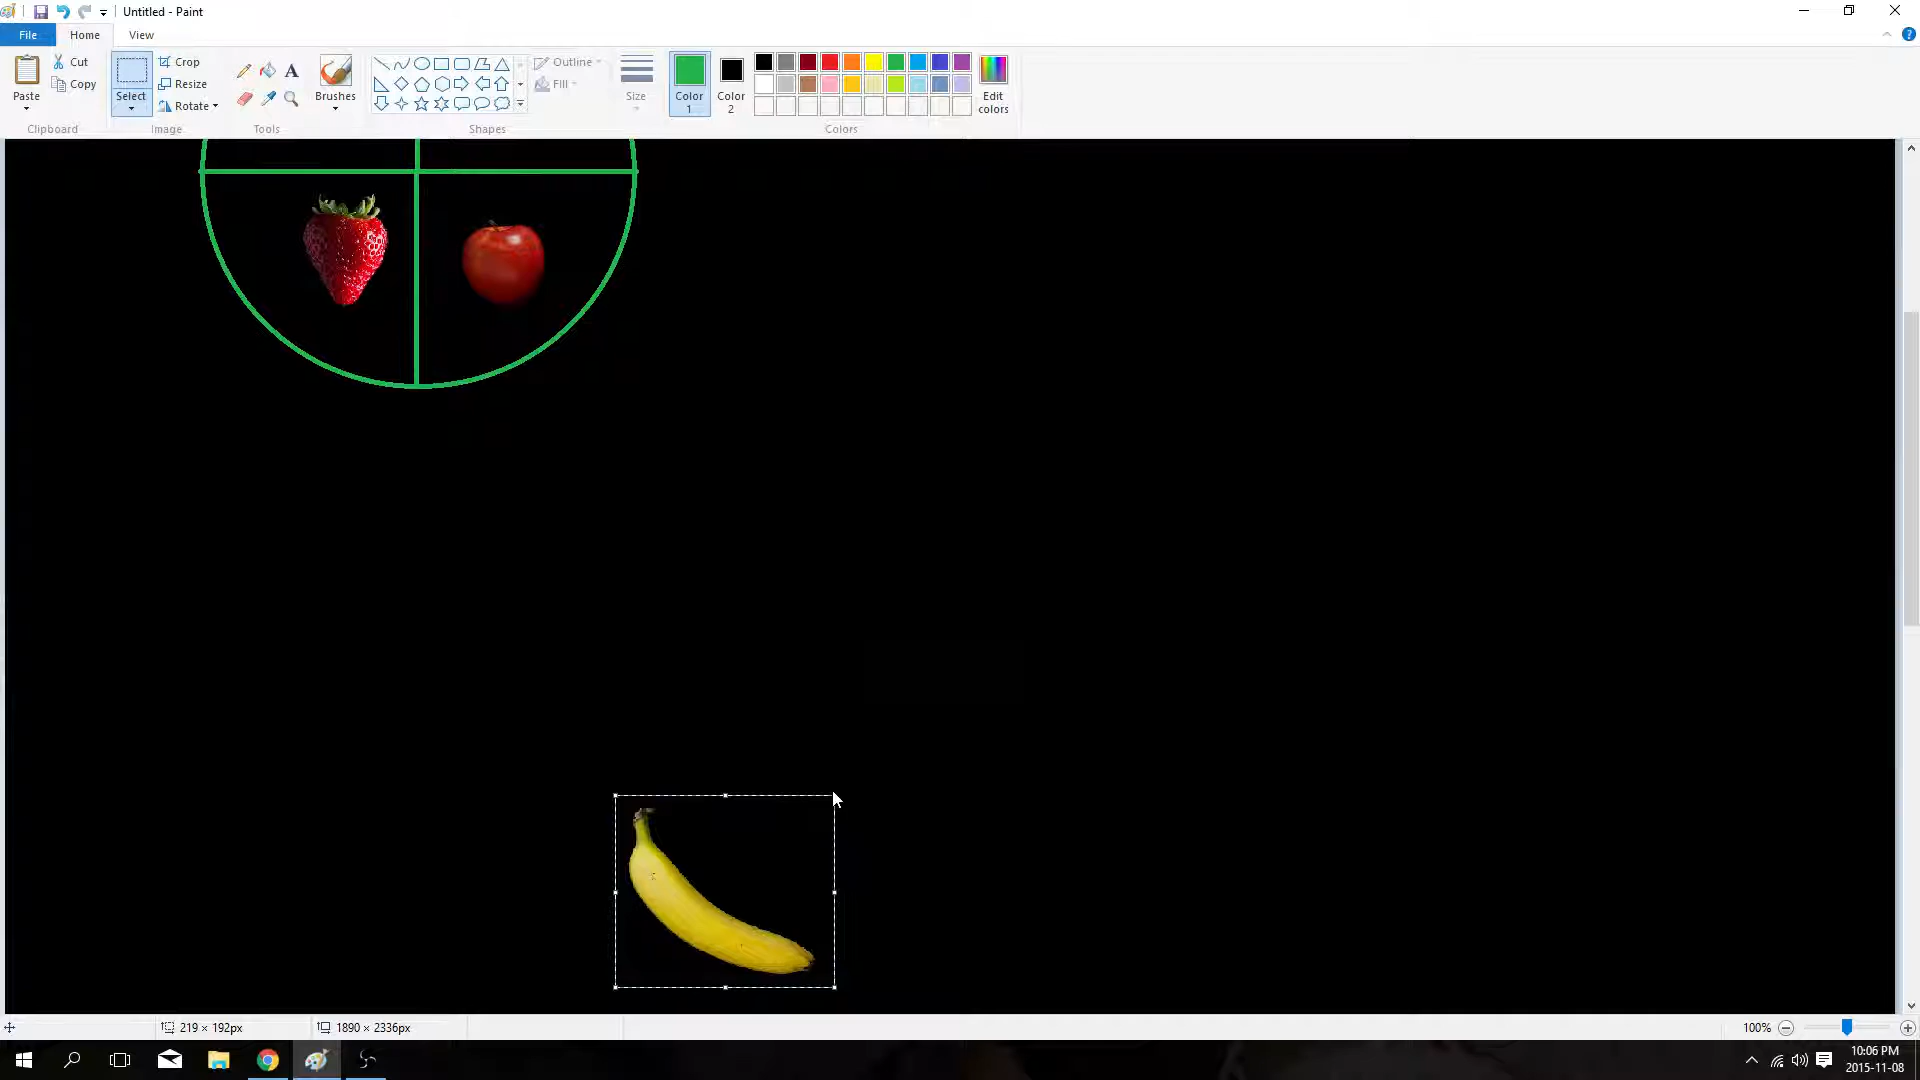 Untitled - Paint
File Home View
Paste
Cut
Copy
Clipboard
Select
Crop
Resize
Rotate
Image
A
Tools
Brushes
Shapes
Outline
Fill
Size
Color 1
Color 2
Edit colors
Colors
219 × 192px
1890 × 2336px
100%
10:06 PM
2015-11-08